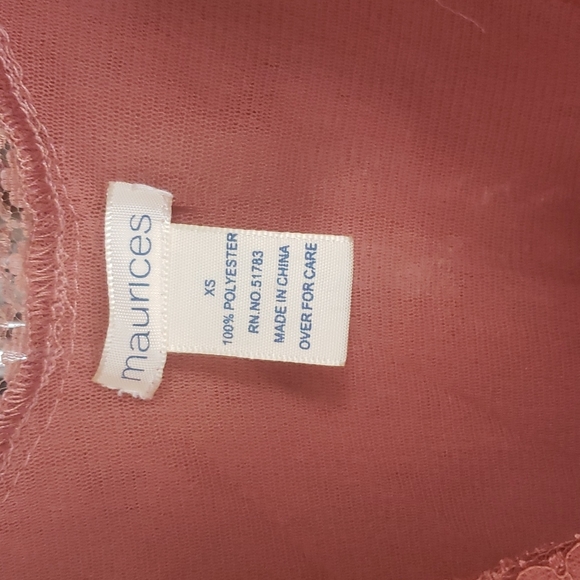 maurices
XS
100% POLYESTER
RN.NO.51783
MADE IN CHINA
OVER FOR CARE